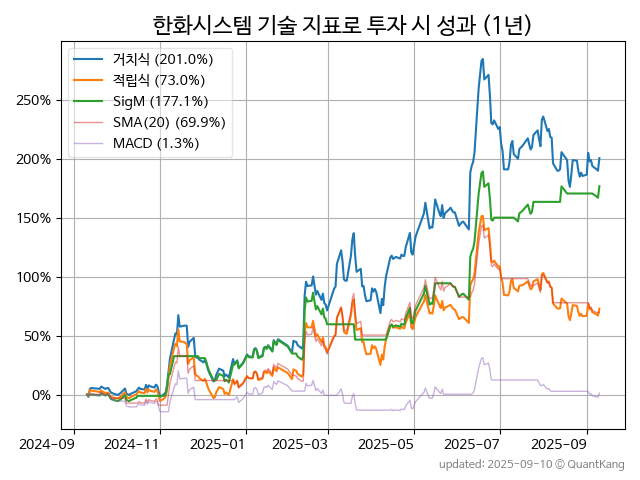 한화시스템 기술 지표로 투자 시 성과 (1년)
거치식 (201.0%)
적립식 (73.0%)
SigM (177.1%)
SMA(20) (69.9%)
MACD (1.3%)
250%
200%
150%
100%
50%
0%
2024-09 2024-11 2025-01 2025-03 2025-05 2025-07 2025-09
updated: 2025-09-10 ⓒ QuantKang